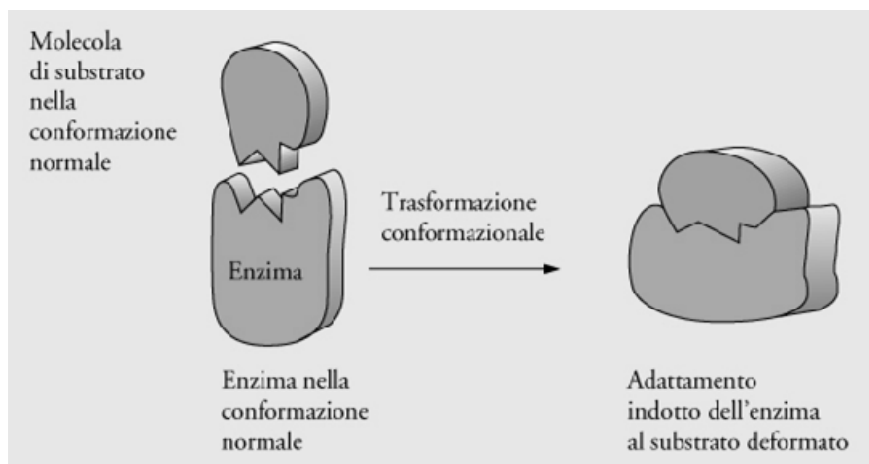 Molecola
di substrato
nella
conformazione
normale
Enzima
Trasformazione
conformazionale
Enzima nella
conformazione
normale
Adattamento
indotto dell'enzima
al substrato deformato